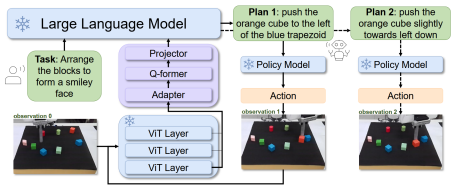 Large Language Model
Plan 1: push the
orange cube to the left
of the blue trapezoid
Plan 2: push the
orange cube slightly
towards left down
Task: Arrange
the blocks to
form a smiley
face
Projector
Q-former
Adapter
Policy Model
Policy Model
Action
Action
observation 0
ViT Layer
ViT Layer
ViT Layer
observation 1
observation 2